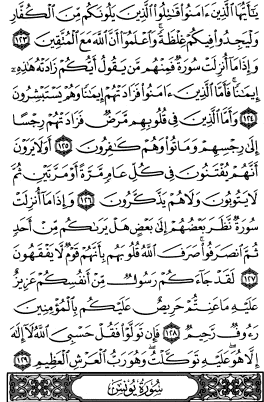 يَـٰٓأَيُّهَا ٱلَّذِينَ ءَامَنُوا۟ قَـٰتِلُوا۟ ٱلَّذِينَ يَلُونَكُم مِّنَ ٱلْكُفَّارِ
وَلْيَجِدُوا۟ فِيكُمْ غِلْظَةً ۚ وَٱعْلَمُوٓا۟ أَنَّ ٱللَّهَ مَعَ ٱلْمُتَّقِينَ ١٢٣
وَإِذَا مَآ أُنزِلَتْ سُورَةٌ فَمِنْهُم مَّن يَقُولُ أَيُّكُمْ زَادَتْهُ هَـٰذِهِۦٓ
إِيمَـٰنًا ۚ فَأَمَّا ٱلَّذِينَ ءَامَنُوا۟ فَزَادَتْهُمْ إِيمَـٰنًا وَهُمْ يَسْتَبْشِرُونَ
١٢٤ وَأَمَّا ٱلَّذِينَ فِى قُلُوبِهِم مَّرَضٌ فَزَادَتْهُمْ رِجْسًا
إِلَىٰ رِجْسِهِمْ وَمَاتُوا۟ وَهُمْ كَـٰفِرُونَ ١٢٥ أَوَلَا يَرَوْنَ
أَنَّهُمْ يُفْتَنُونَ فِى كُلِّ عَامٍ مَّرَّةً أَوْ مَرَّتَيْنِ ثُمَّ
لَا يَتُوبُونَ وَلَا هُمْ يَذَّكَّرُونَ ١٢٦ وَإِذَا مَآ أُنزِلَتْ
سُورَةٌ نَّظَرَ بَعْضُهُمْ إِلَىٰ بَعْضٍ هَلْ يَرَىٰكُم مِّنْ أَحَدٍ
ثُمَّ ٱنصَرَفُوا۟ ۚ صَرَفَ ٱللَّهُ قُلُوبَهُم بِأَنَّهُمْ قَوْمٌ لَّا يَفْقَهُونَ
١٢٧ لَقَدْ جَآءَكُمْ رَسُولٌ مِّنْ أَنفُسِكُمْ عَزِيزٌ
عَلَيْهِ مَا عَنِتُّمْ حَرِيصٌ عَلَيْكُم بِٱلْمُؤْمِنِينَ
رَءُوفٌ رَّحِيمٌ ١٢٨ فَإِن تَوَلَّوْا۟ فَقُلْ حَسْبِىَ ٱللَّهُ لَآ إِلَـٰهَ
إِلَّا هُوَ ۖ عَلَيْهِ تَوَكَّلْتُ ۖ وَهُوَ رَبُّ ٱلْعَرْشِ ٱلْعَظِيمِ ١٢٩
سُورَةُ يُونُسَ